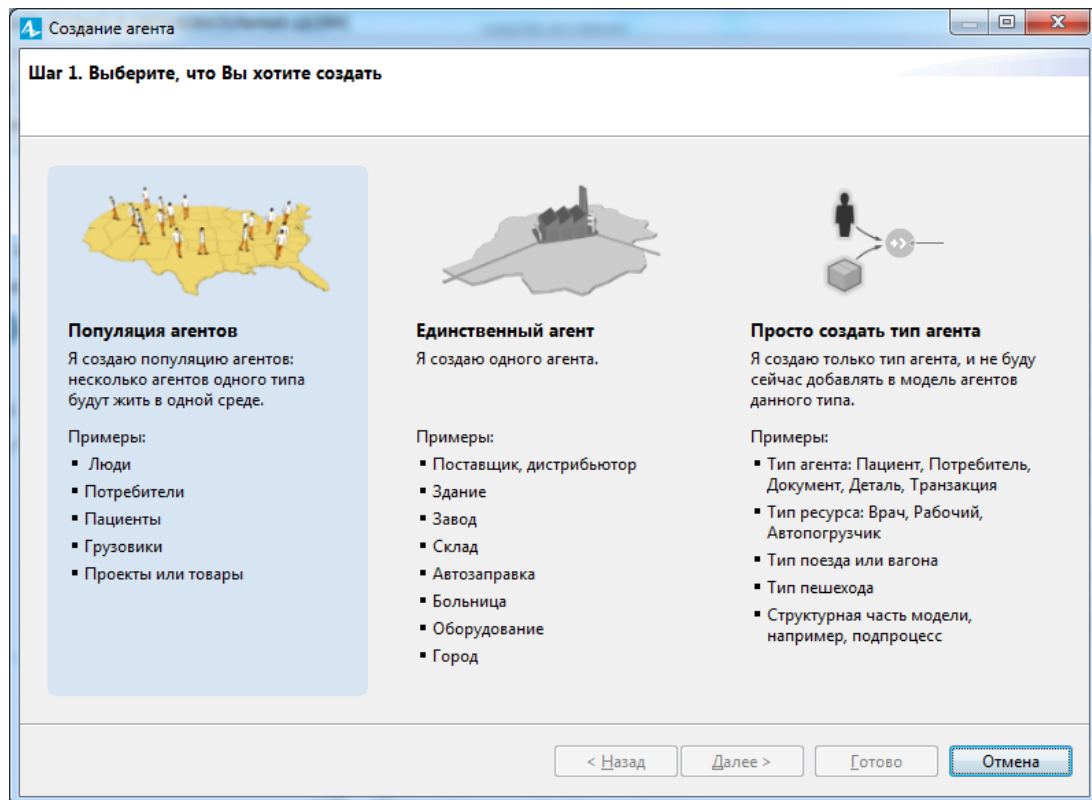 Создание агента
Шаг 1. Выберите, что Вы хотите создать
Популяция агентов
Я создаю популяцию агентов:
несколько агентов одного типа
будут жить в одной среде.
Примеры:
▪ Люди
▪ Потребители
▪ Пациенты
▪ Грузовики
▪ Проекты или товары
Единственный агент
Я создаю одного агента.
Примеры:
▪ Поставщик, дистрибьютор
▪ Здание
▪ Завод
▪ Склад
▪ Автозаправка
▪ Больница
▪ Оборудование
▪ Город
Просто создать тип агента
Я создаю только тип агента, и не буду
сейчас добавлять в модель агентов
данного типа.
Примеры:
▪ Тип агента: Пациент, Потребитель,
Документ, Деталь, Транзакция
▪ Тип ресурса: Врач, Рабочий,
Автопогрузчик
▪ Тип поезда или вагона
▪ Тип пешехода
▪ Структурная часть модели,
например, подпроцесс
< Назад
Далее >
Готово
Отмена